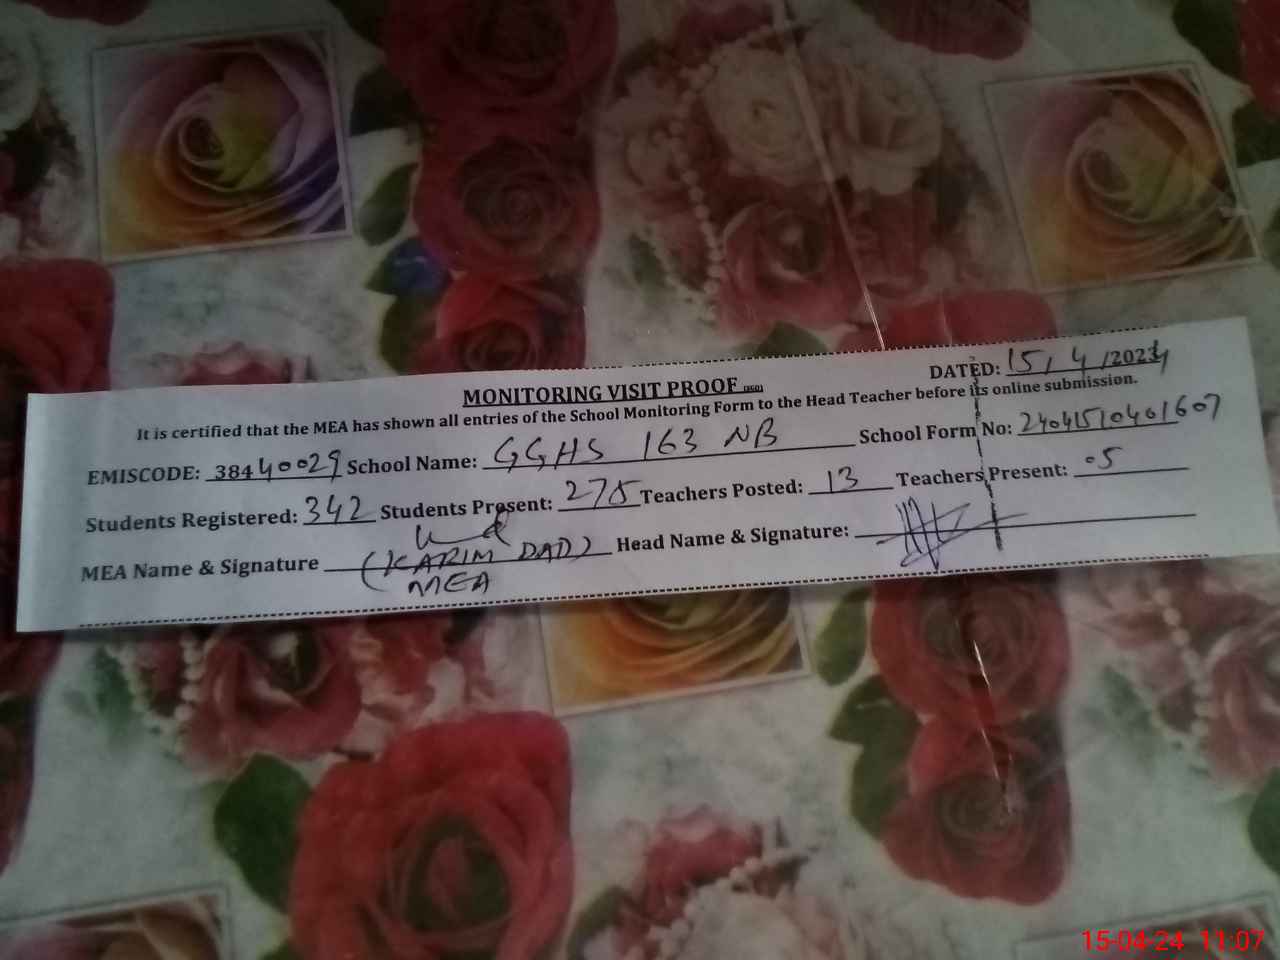 MONITORING VISIT PROOF
DATED: 15/4/2024
It is certified that the MEA has shown all entries of the School Monitoring Form to the Head Teacher before its online submission.
EMISCODE: 38440029 School Name: GGHS 163 NB School Form No: 24041510401607
Students Registered: 342 Students Present: 275 Teachers Posted: 13 Teachers Present: 05
MEA Name & Signature (KARIM DAD) Head Name & Signature:
MEA
15-04-24 11:07